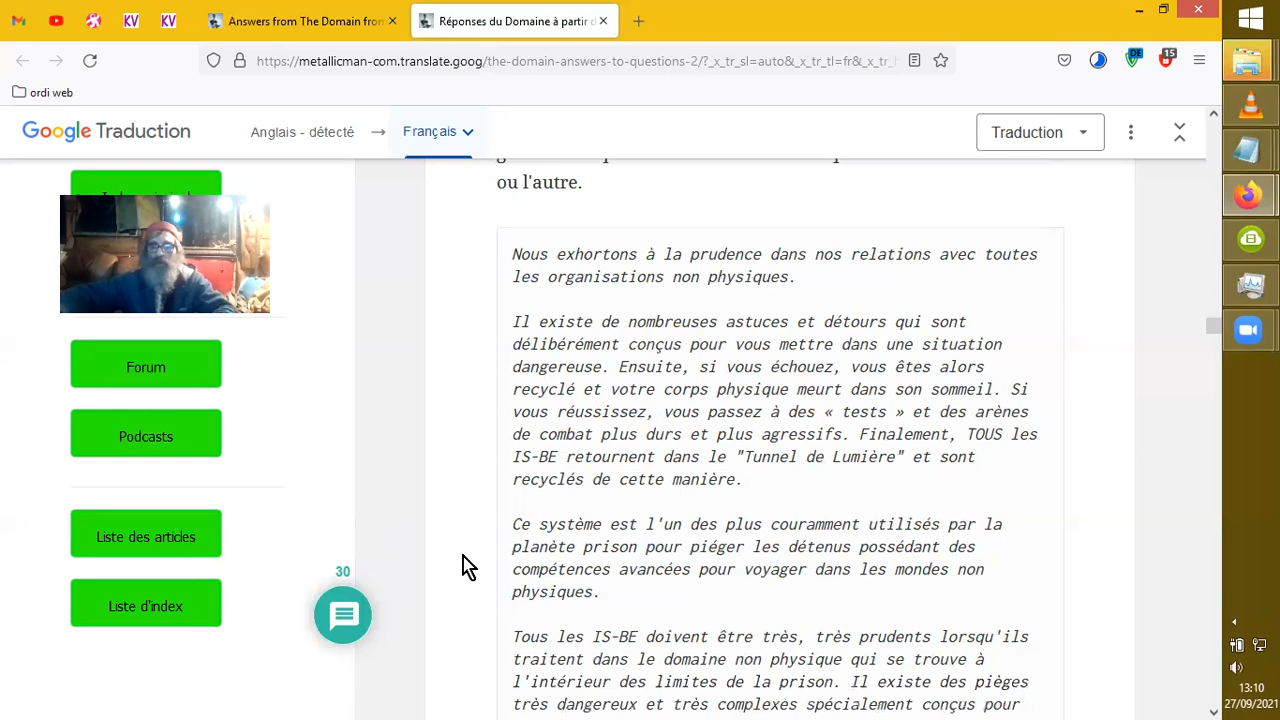 Answers from The Domain from
Réponses du Domaine à partir d
https://metallicman-com.translate.goog/the-domain-answers-to-questions-2/?_x_tr_sl=auto&_x_tr_tl=fr&_x_tr_
DE
15
ordi web
Google Traduction
Anglais - détecté
Français
Traduction
ou l'autre.
Nous exhortons à la prudence dans nos relations avec toutes
les organisations non physiques.
Il existe de nombreuses astuces et détours qui sont
délibérément conçus pour vous mettre dans une situation
dangereuse. Ensuite, si vous échouez, vous êtes alors
recyclé et votre corps physique meurt dans son sommeil. Si
vous réussissez, vous passez à des « tests » et des arènes
de combat plus durs et plus agressifs. Finalement, TOUS les
IS-BE retournent dans le "Tunnel de Lumière" et sont
recyclés de cette manière.
Ce système est l'un des plus couramment utilisés par la
planète prison pour piéger les détenus possédant des
compétences avancées pour voyager dans les mondes non
physiques.
Tous les IS-BE doivent être très, très prudents lorsqu'ils
traitent dans le domaine non physique qui se trouve à
l'intérieur des limites de la prison. Il existe des pièges
très dangereux et très complexes spécialement conçus pour
Forum
Podcasts
Liste des articles
Liste d'index
30
13:10
27/09/2021